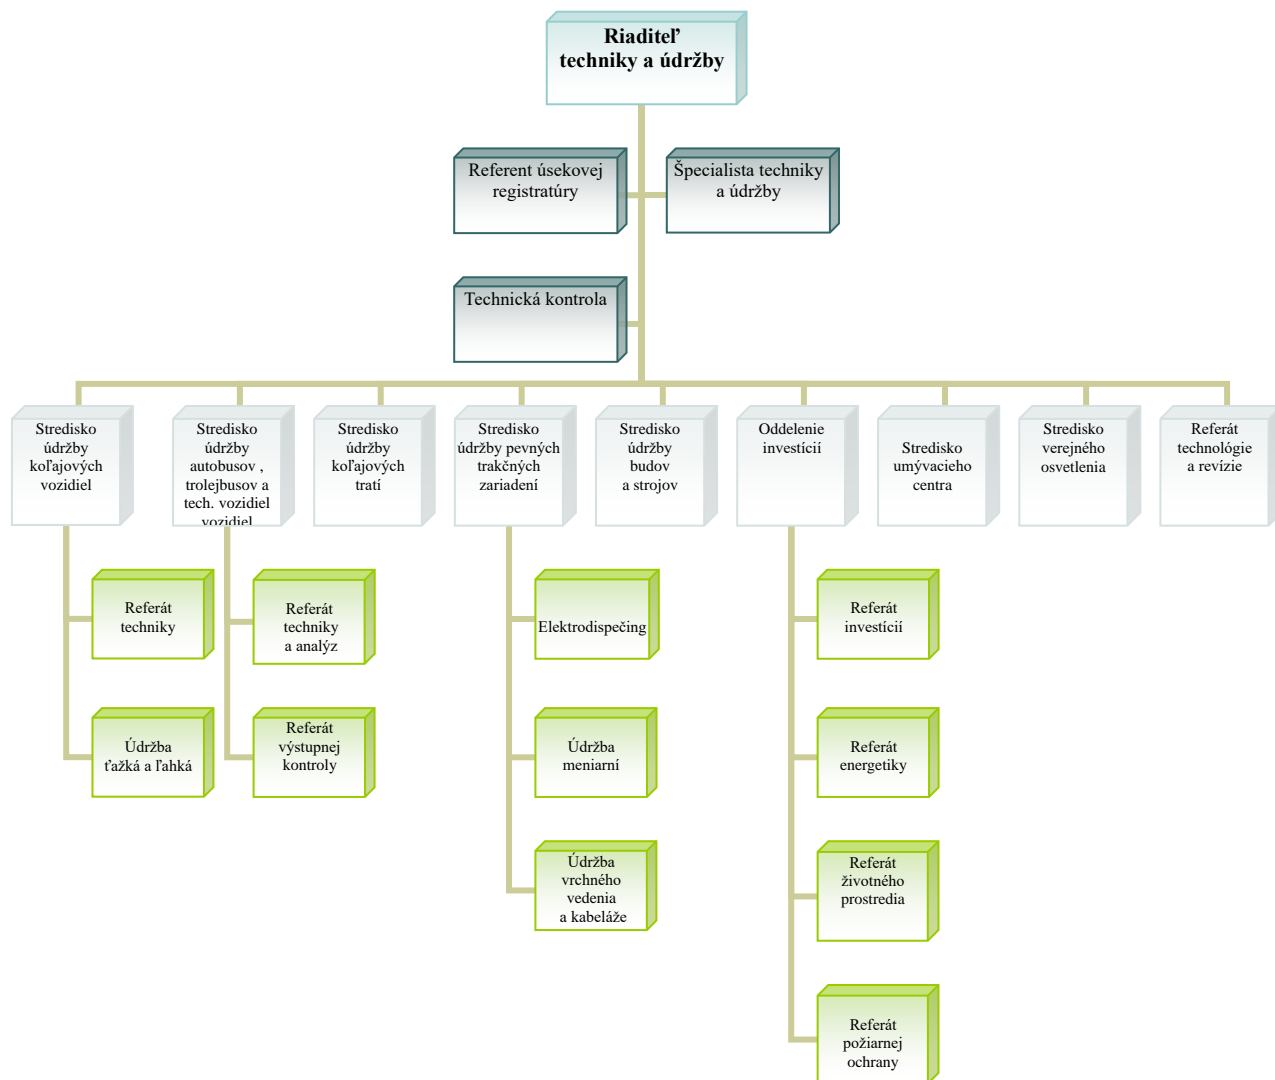 Riaditeľ
techniky a údržby
Referent úsekovej
registratúry
Špecialista techniky
a údržby
Technická kontrola
Stredisko
údržby
koľajových
vozidiel
Stredisko
údržby
autobusov ,
trolejbusov a
tech. vozidiel
vozidiel
Stredisko
údržby
koľajových
tratí
Stredisko
údržby pevných
trakčných
zariadení
Stredisko
údržby
budov
a strojov
Oddelenie
investícií
Stredisko
umývacieho
centra
Stredisko
verejného
osvetlenia
Referát
technológie
a revízie
Referát
techniky
Údržba
ťažká a ľahká
Referát
techniky
a analýz
Referát
výstupnej
kontroly
Elektrodispečing
Údržba
meniarní
Údržba
vrchného
vedenia
a kabeláže
Referát
investícií
Referát
energetiky
Referát
životného
prostredia
Referát
požiarnej
ochrany